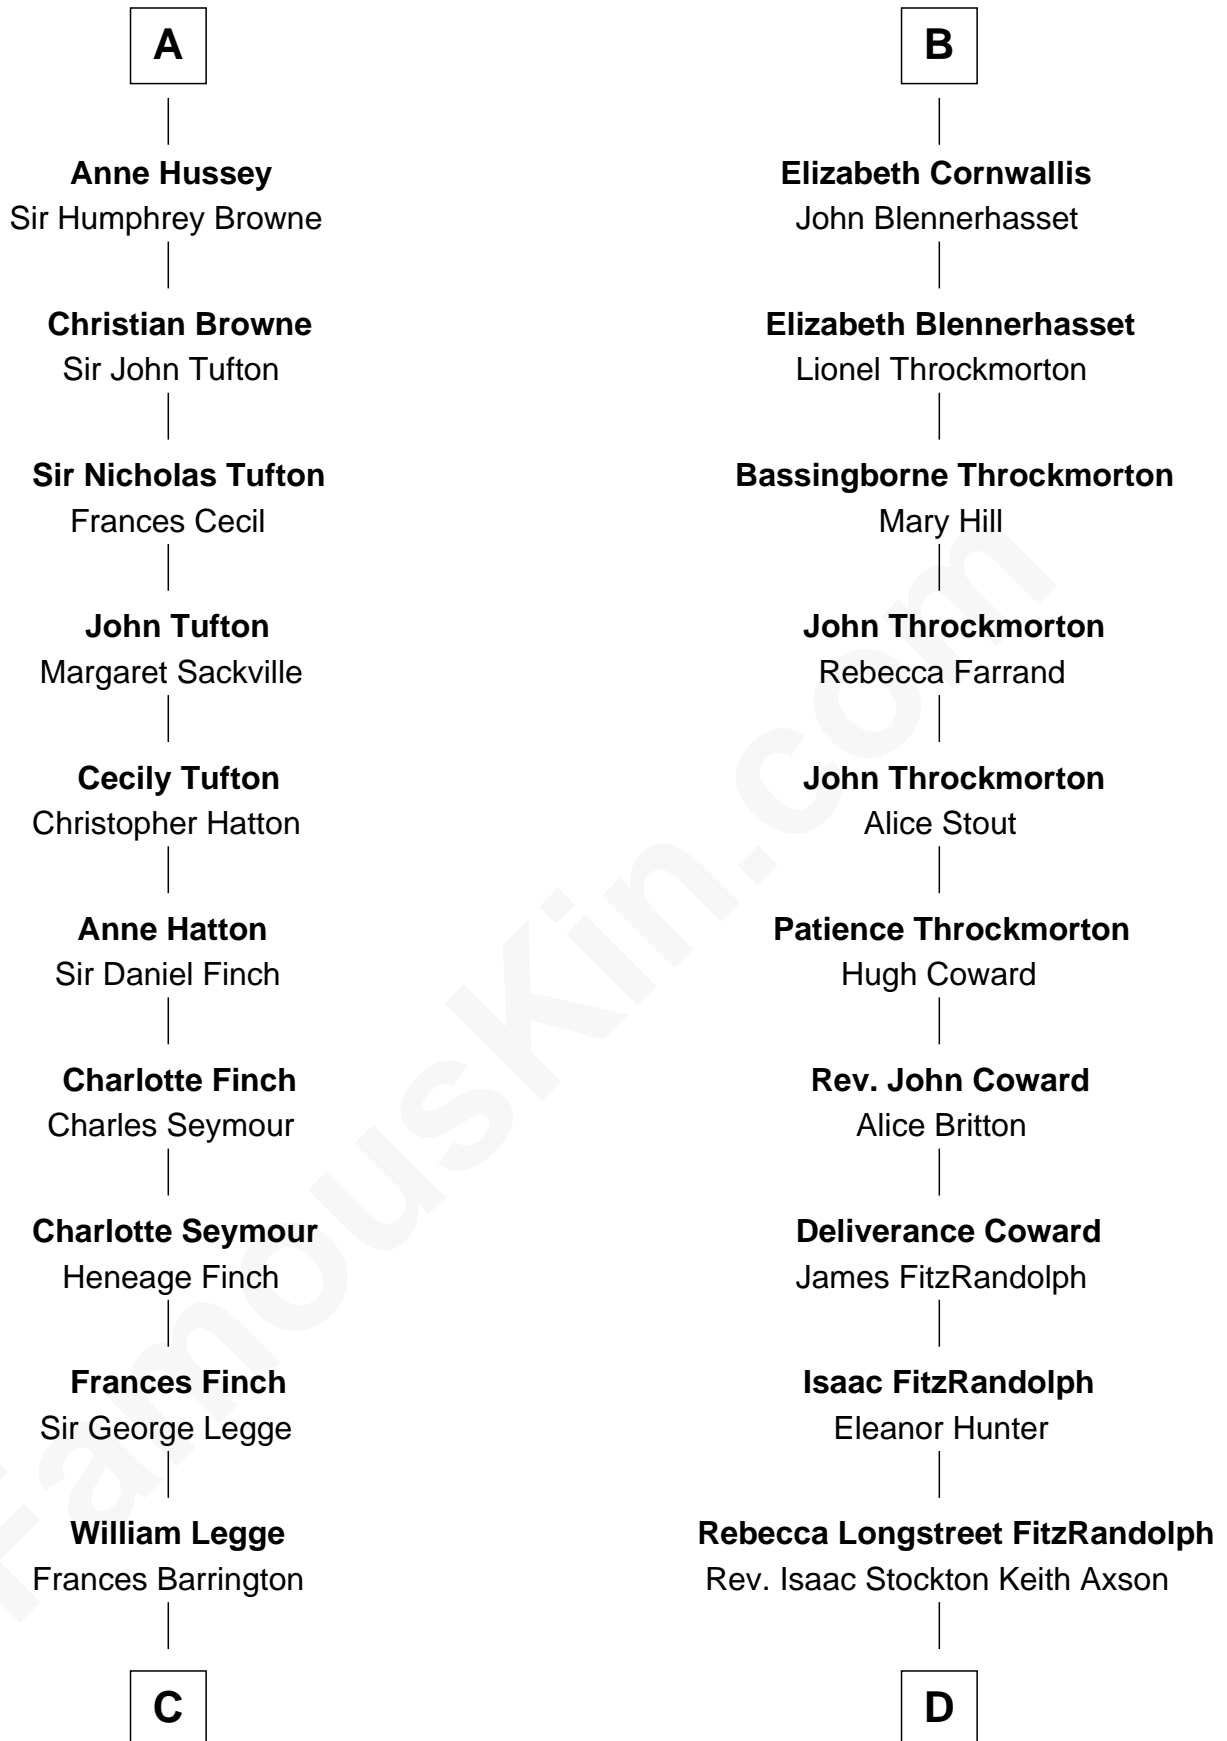 A
Anne Hussey
Sir Humphrey Browne
Christian Browne
Sir John Tufton
Sir Nicholas Tufton
Frances Cecil
John Tufton
Margaret Sackville
Cecily Tufton
Christopher Hatton
Anne Hatton
Sir Daniel Finch
Charlotte Finch
Charles Seymour
Charlotte Seymour
Heneage Finch
Frances Finch
Sir George Legge
William Legge
Frances Barrington
C
B
Elizabeth Cornwallis
John Blennerhasset
Elizabeth Blennerhasset
Lionel Throckmorton
Bassingborne Throckmorton
Mary Hill
John Throckmorton
Rebecca Farrand
John Throckmorton
Alice Stout
Patience Throckmorton
Hugh Coward
Rev. John Coward
Alice Britton
Deliverance Coward
James FitzRandolph
Isaac FitzRandolph
Eleanor Hunter
Rebecca Longstreet FitzRandolph
Rev. Isaac Stockton Keith Axson
D
FamousKin.com